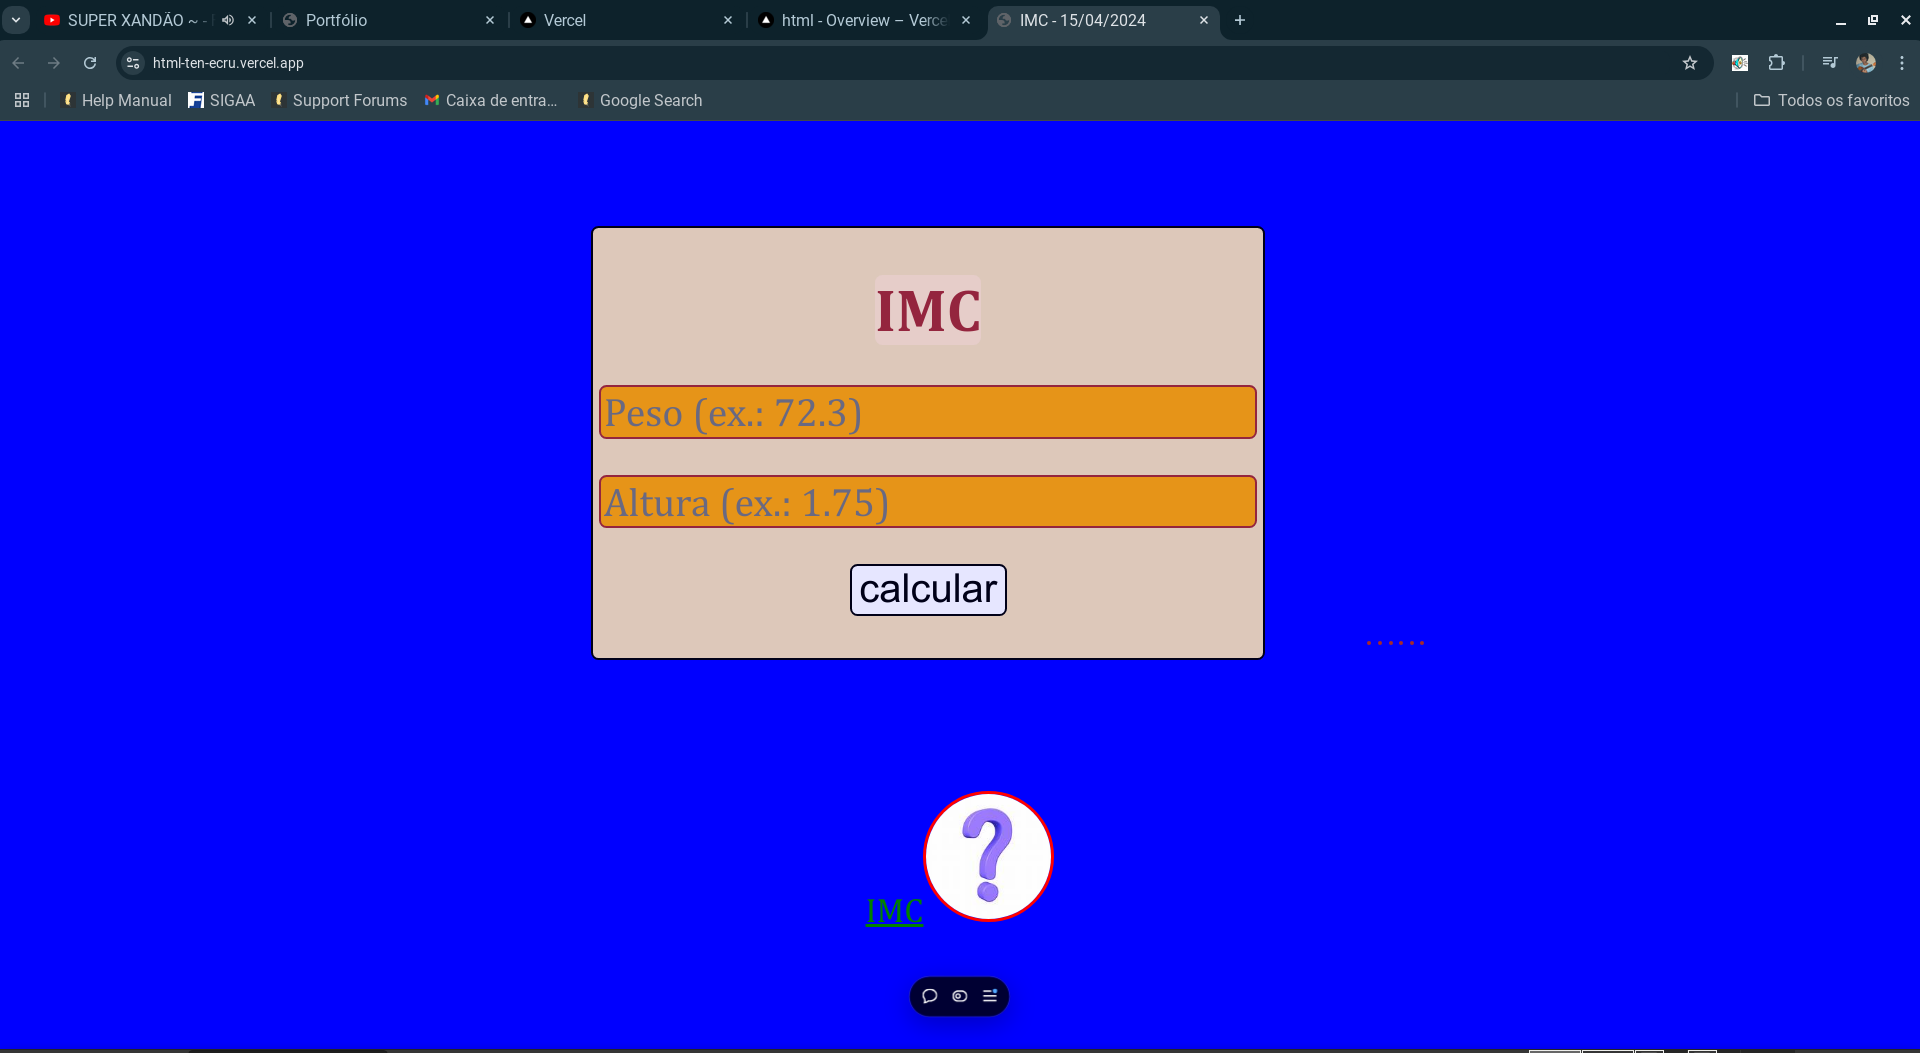 SUPER XANDÃO ~ -
Portfólio
Vercel
html - Overview – Verce
IMC - 15/04/2024
html-ten-ecru.vercel.app
Help Manual
SIGAA
Support Forums
Caixa de entra...
Google Search
Todos os favoritos
IMC
Peso (ex.: 72.3)
Altura (ex.: 1.75)
calcular
......
?
IMC